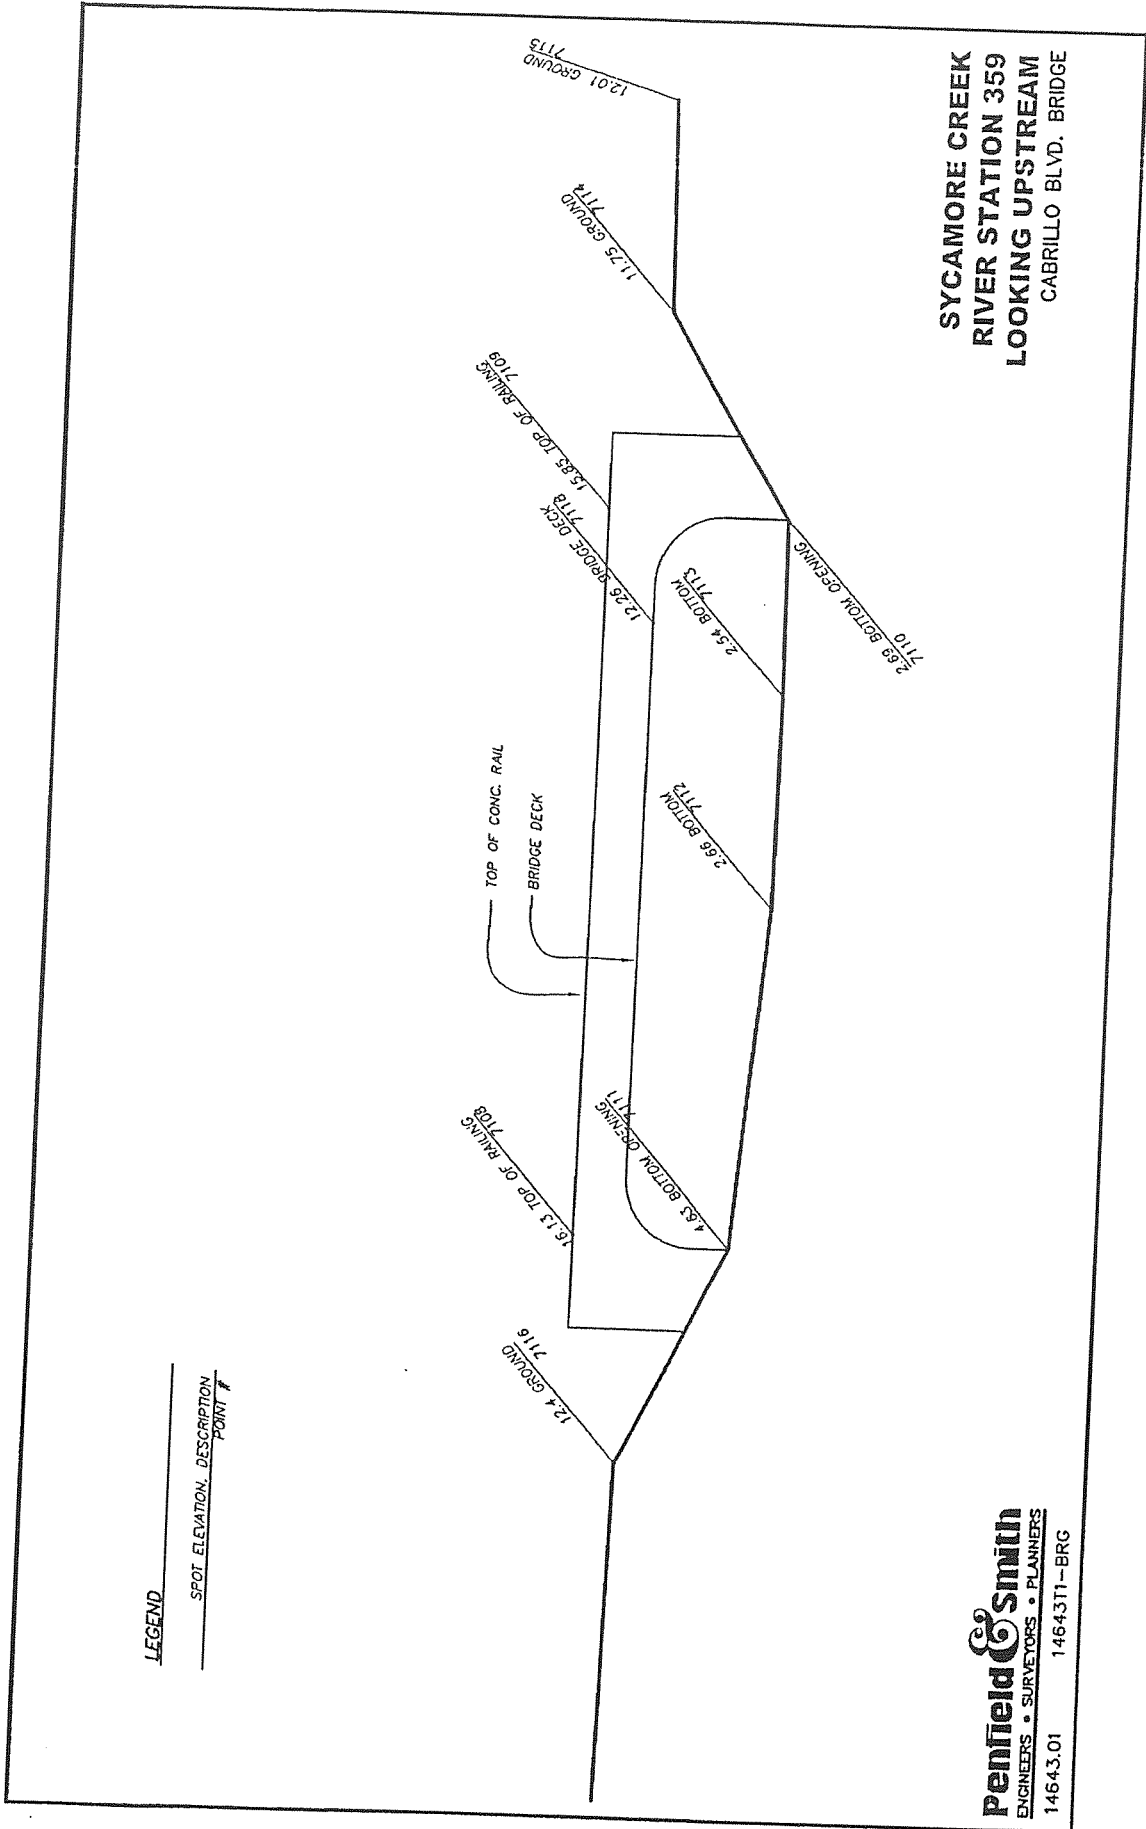 LEGEND
SPOT ELEVATION, DESCRIPTION
POINT #
12.4 GROUND
7116
16.13 TOP OF RAILING
7108
4.63 BOTTOM OPENING
7111
TOP OF CONC. RAIL
BRIDGE DECK
2.66 BOTTOM
7112
2.54 BOTTOM
7113
12.26 BRIDGE DECK
7118
15.85 TOP OF RAILING
7109
2.69 BOTTOM OPENING
7110
11.75 GROUND
7114
12.01 GROUND
7115
Penfield & Smith
ENGINEERS • SURVEYORS • PLANNERS
14643.01 14643T1-BRG
SYCAMORE CREEK
RIVER STATION 359
LOOKING UPSTREAM
CABRILLO BLVD. BRIDGE